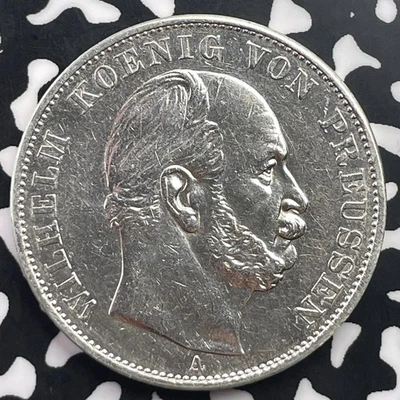 WILHELM KOENIG VON PREUSSEN
A